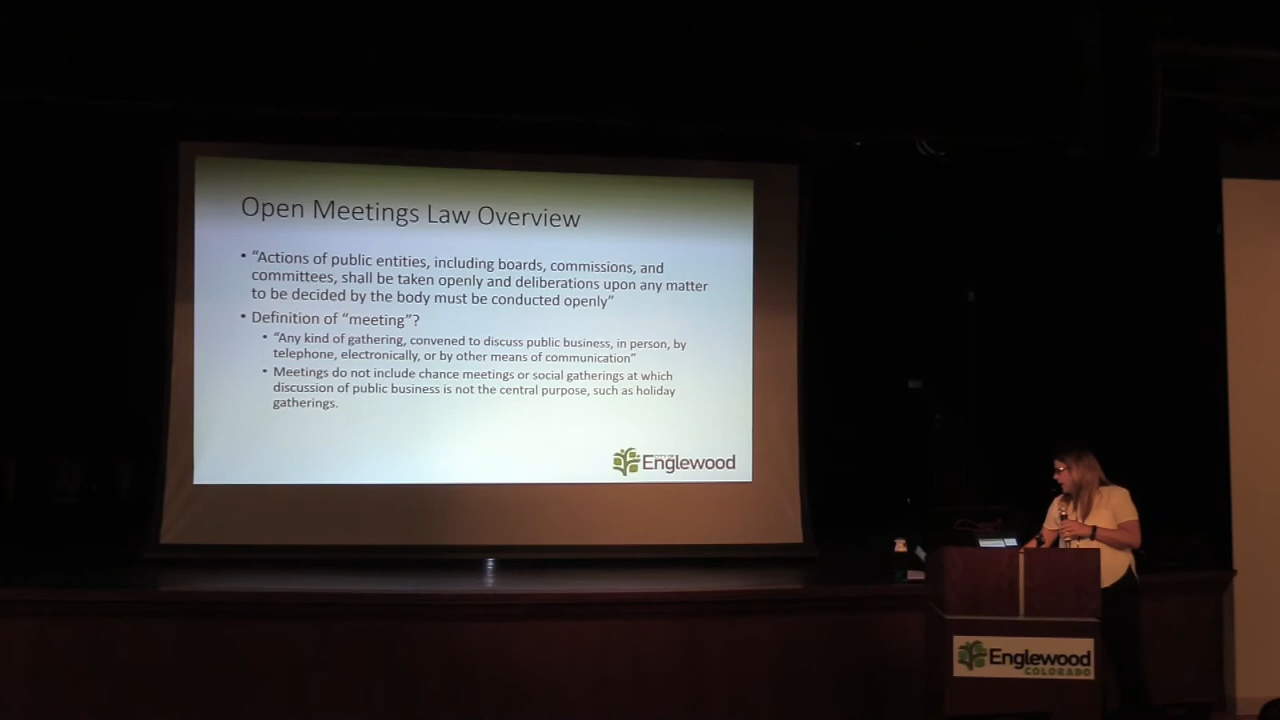 Open Meetings Law Overview
• “Actions of public entities, including boards, commissions, and
committees, shall be taken openly and deliberations upon any matter
to be decided by the body must be conducted openly”
• Definition of “meeting”?
• “Any kind of gathering, convened to discuss public business, in person, by
telephone, electronically, or by other means of communication”
• Meetings do not include chance meetings or social gatherings at which
discussion of public business is not the central purpose, such as holiday
gatherings.
CITY OF
Englewood
Englewood
COLORADO